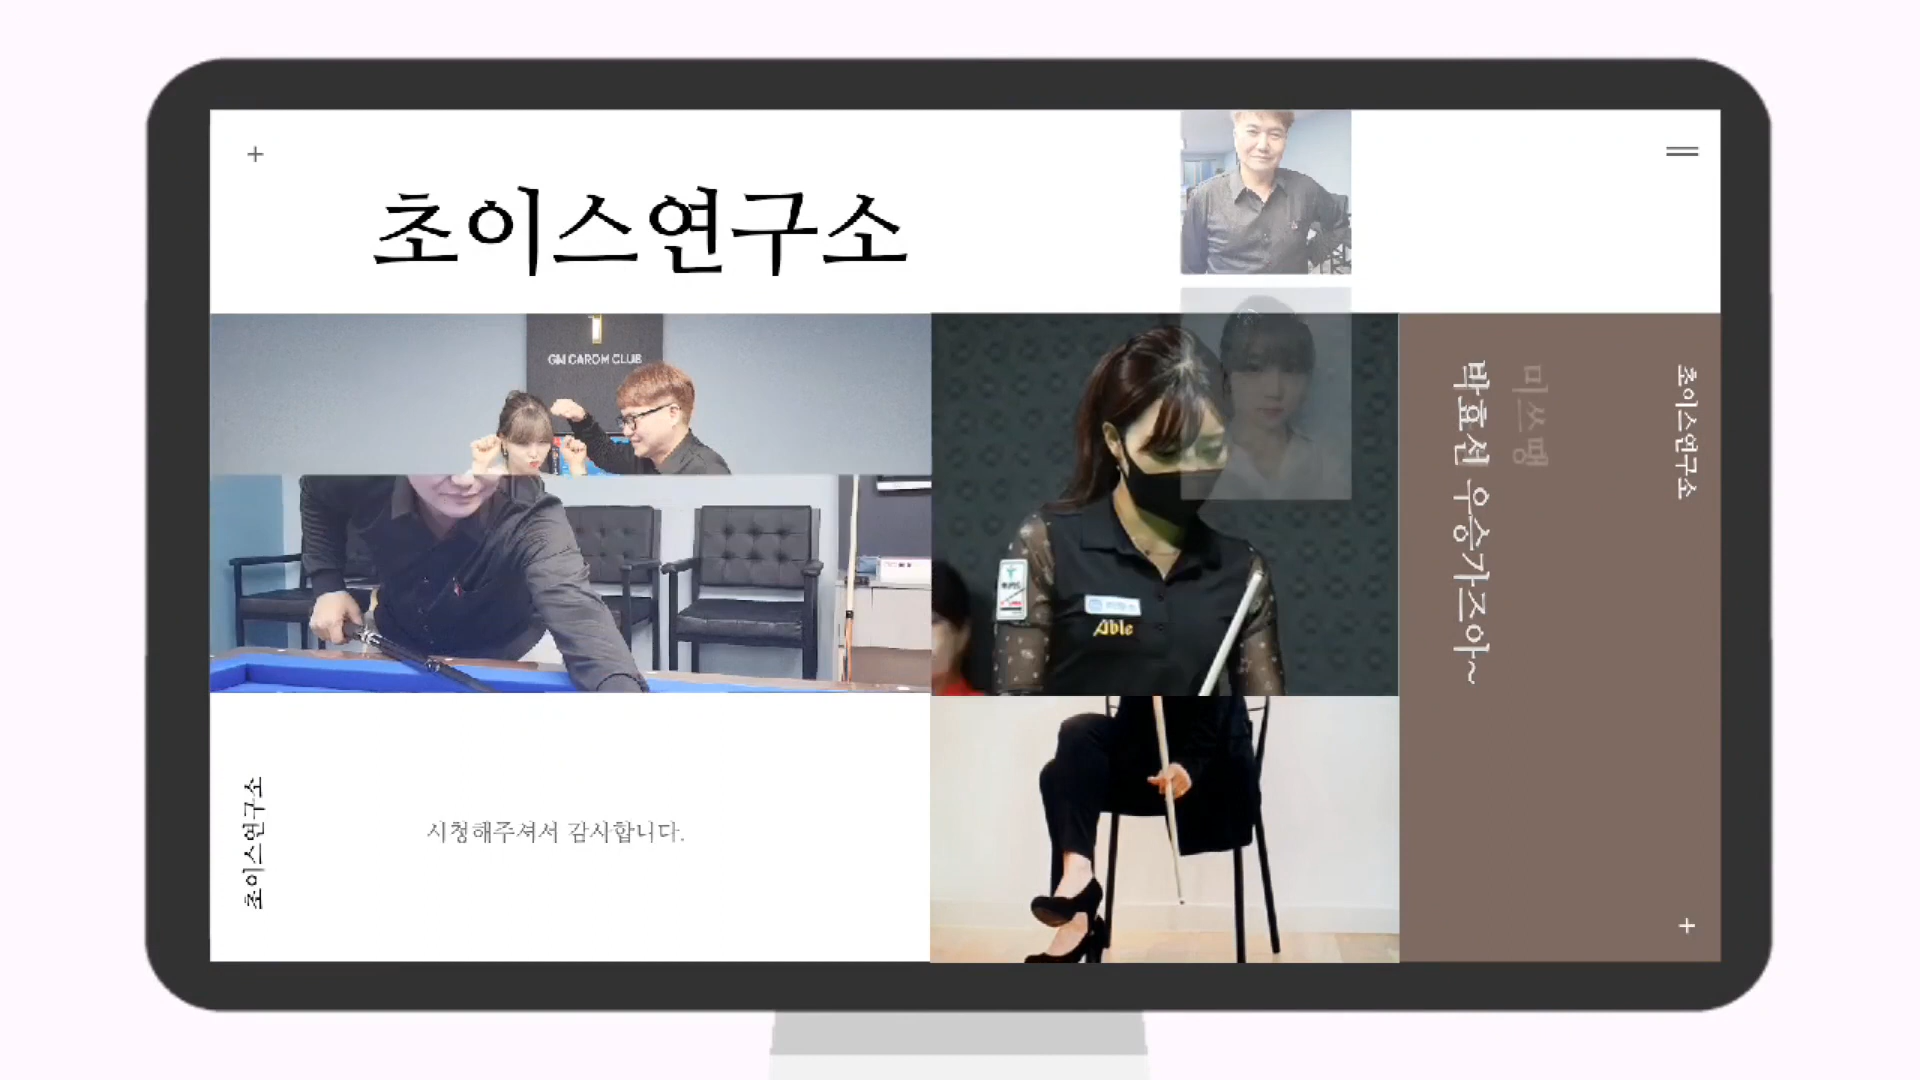 초이스연구소
GM CAROM CLUB
Able
미쓰맹
박효선 우승가즈아~
초이스연구소
초이스연구소
시청해주셔서 감사합니다.